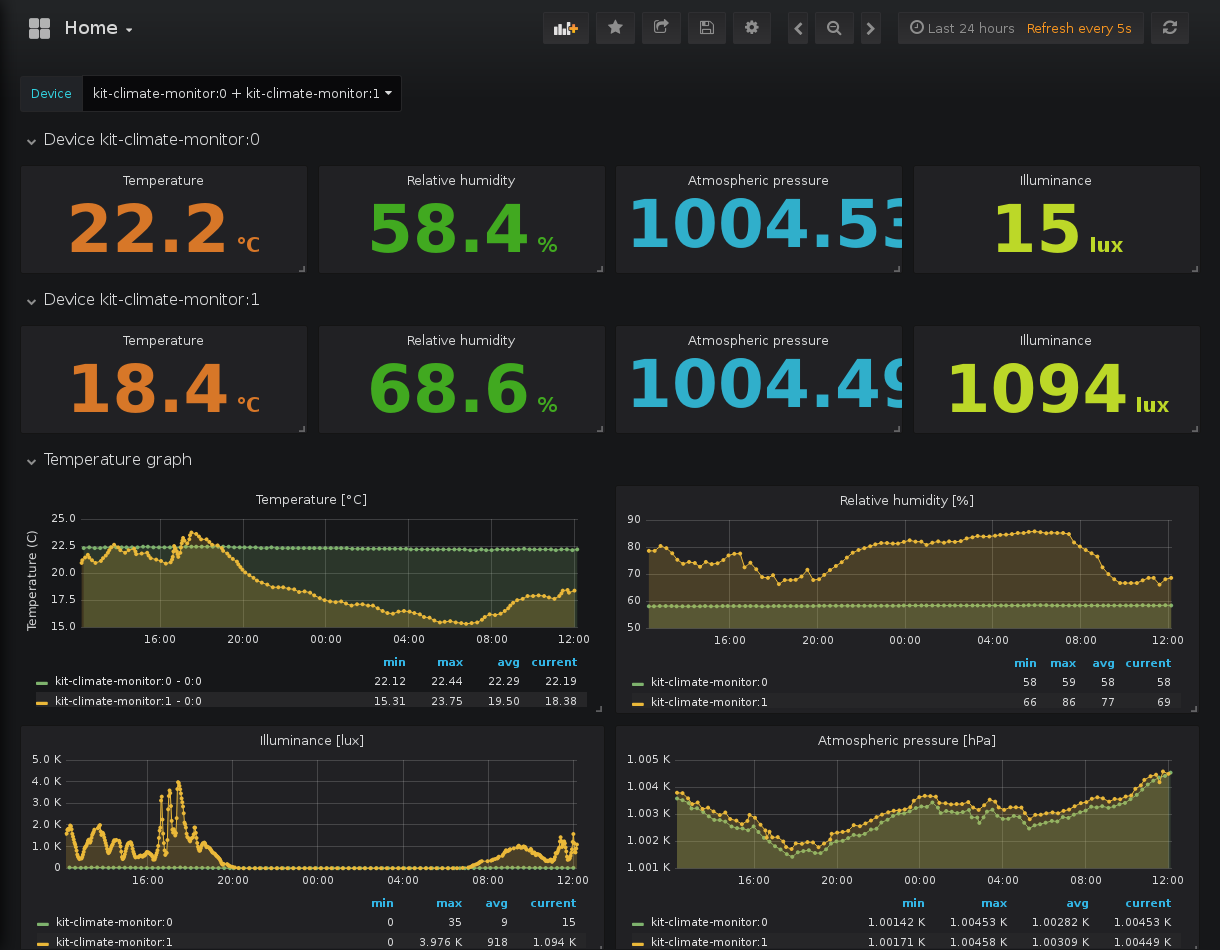 Home
Last 24 hours Refresh every 5s
Device kit-climate-monitor:0 + kit-climate-monitor:1
Device kit-climate-monitor:0
Temperature Relative humidity Atmospheric pressure Illuminance
22.2 °C 58.4 % 1004.53 15 lux
Device kit-climate-monitor:1
Temperature Relative humidity Atmospheric pressure Illuminance
18.4 °C 68.6 % 1004.49 1094 lux
Temperature graph
Temperature [°C]
Temperature (C)
25.0
22.5
20.0
17.5
15.0
16:00 20:00 00:00 04:00 08:00 12:00
min max avg current
kit-climate-monitor:0 - 0:0 22.12 22.44 22.29 22.19
kit-climate-monitor:1 - 0:0 15.31 23.75 19.50 18.38
Relative humidity [%]
90
80
70
60
50
16:00 20:00 00:00 04:00 08:00 12:00
min max avg current
kit-climate-monitor:0 58 59 58 58
kit-climate-monitor:1 66 86 77 69
Illuminance [lux]
5.0 K
4.0 K
3.0 K
2.0 K
1.0 K
0
16:00 20:00 00:00 04:00 08:00 12:00
min max avg current
kit-climate-monitor:0 0 35 9 15
kit-climate-monitor:1 0 3.976 K 918 1.094 K
Atmospheric pressure [hPa]
1.005 K
1.004 K
1.003 K
1.002 K
1.001 K
16:00 20:00 00:00 04:00 08:00 12:00
min max avg current
kit-climate-monitor:0 1.00142 K 1.00453 K 1.00282 K 1.00453 K
kit-climate-monitor:1 1.00171 K 1.00458 K 1.00309 K 1.00449 K